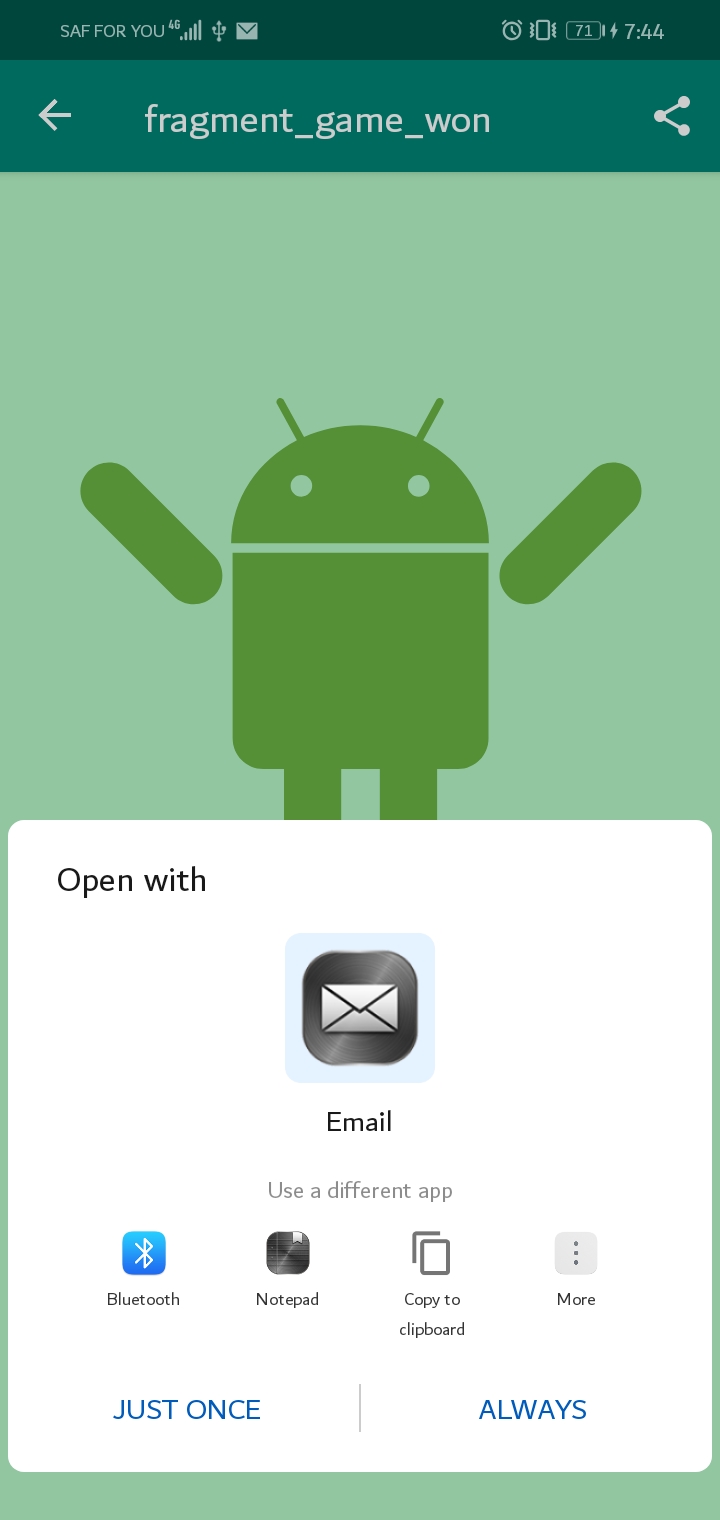 SAF FOR YOU 4G 71 7:44
fragment_game_won
Open with
Email
Use a different app
Bluetooth Notepad Copy to More
clipboard
JUST ONCE ALWAYS